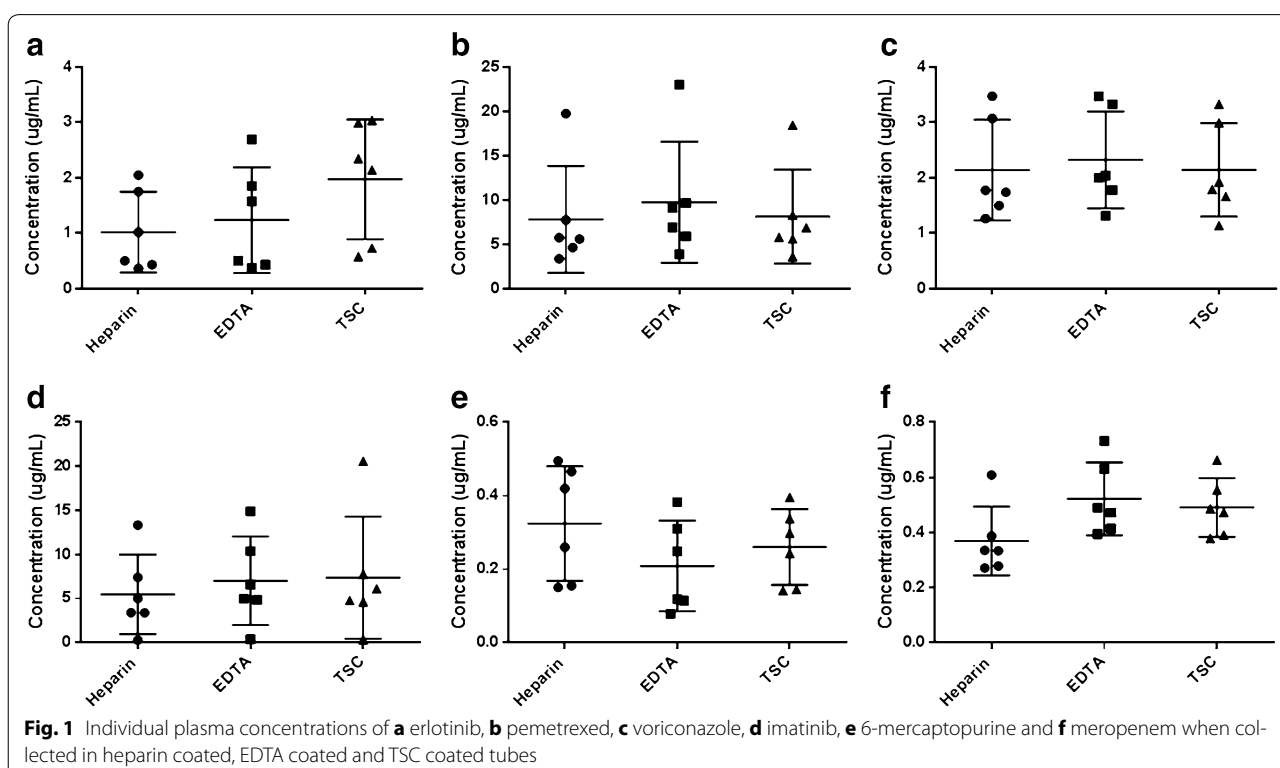 a
b
c
Concentration (ug/mL)
4
3
2
1
0
Heparin
EDTA
TSC
Concentration (ug/mL)
25
20
15
10
5
0
Heparin
EDTA
TSC
Concentration (ug/mL)
4
3
2
1
0
Heparin
EDTA
TSC
d
e
f
Concentration (ug/mL)
25
20
15
10
5
0
Heparin
EDTA
TSC
Concentration (ug/mL)
0.6
0.4
0.2
0.0
Heparin
EDTA
TSC
Concentration (ug/mL)
0.8
0.6
0.4
0.2
0.0
Heparin
EDTA
TSC
Fig. 1 Individual plasma concentrations of a erlotinib, b pemetrexed, c voriconazole, d imatinib, e 6-mercaptopurine and f meropenem when col-
lected in heparin coated, EDTA coated and TSC coated tubes